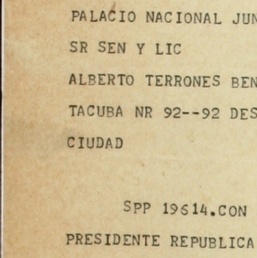 PALACIO NACIONAL JUN
SR SEN Y LIC
ALBERTO TERRONES BEN
TACUBA NR 92--92 DES
CIUDAD
SPP 19614.CON
PRESIDENTE REPUBLICA